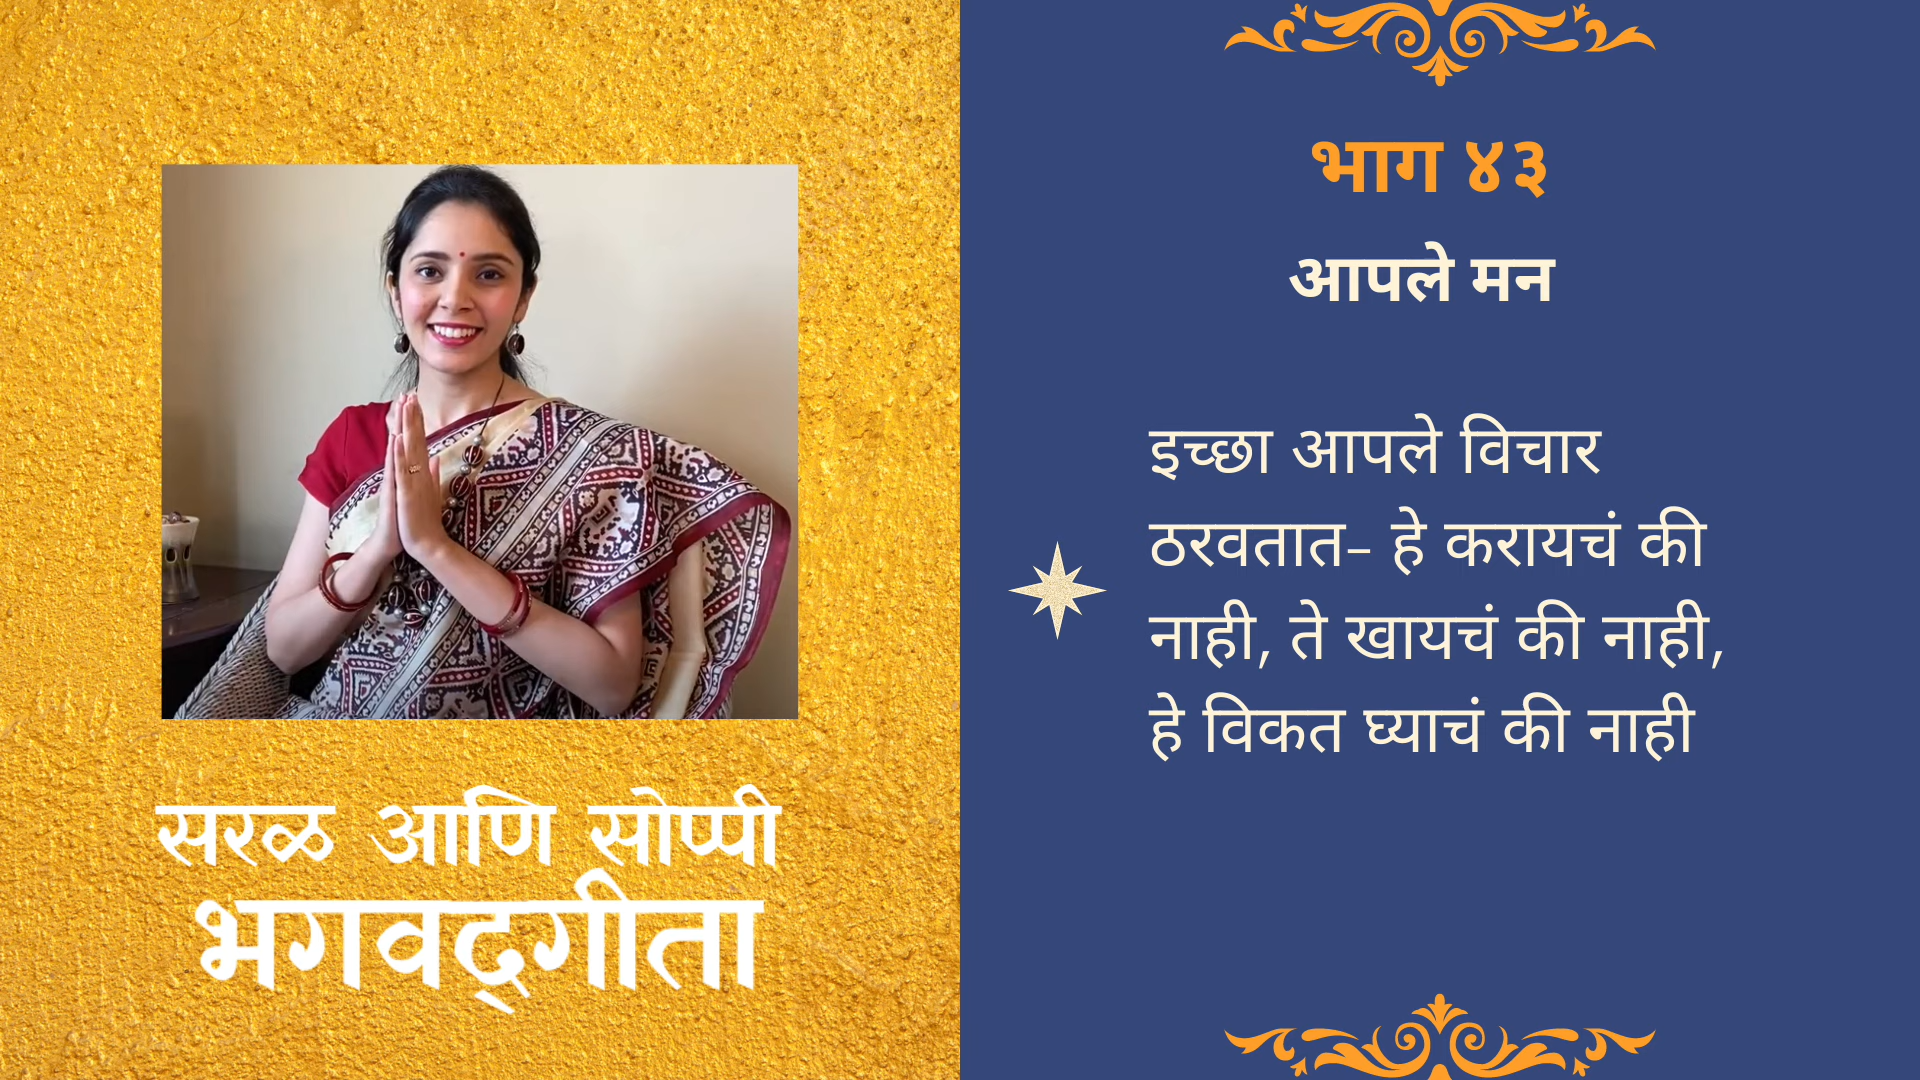 सरळ आणि सोप्पी
भगवद्‌गीता
भाग ४३
आपले मन
इच्छा आपले विचार
ठरवतात– हे करायचं की
नाही, ते खायचं की नाही,
हे विकत घ्याचं की नाही